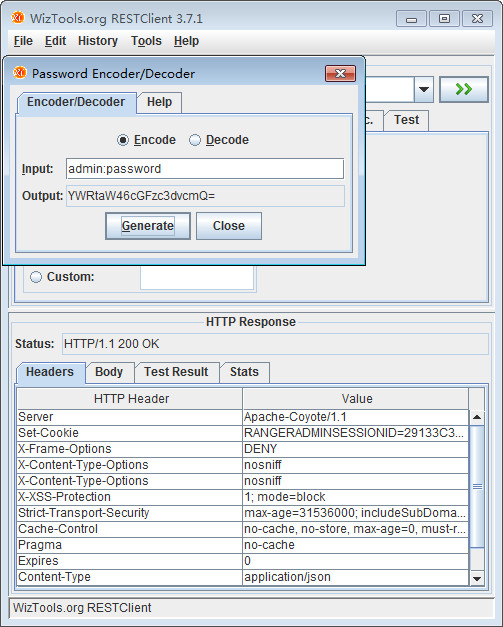 WizTools.org RESTClient 3.7.1
File Edit History Tools Help
Password Encoder/Decoder
Encoder/Decoder Help
c. Test
Encode Decode
Input: admin:password
Output: YWRtaW46cGFzc3dvcmQ=
Generate Close
Custom:
HTTP Response
Status: HTTP/1.1 200 OK
Headers Body Test Result Stats
HTTP Header Value
Server Apache-Coyote/1.1
Set-Cookie RANGERADMINSESSIONID=29133C3...
X-Frame-Options DENY
X-Content-Type-Options nosniff
X-Content-Type-Options nosniff
X-XSS-Protection 1; mode=block
Strict-Transport-Security max-age=31536000; includeSubDoma...
Cache-Control no-cache, no-store, max-age=0, must-r...
Pragma no-cache
Expires 0
Content-Type application/json
WizTools.org RESTClient